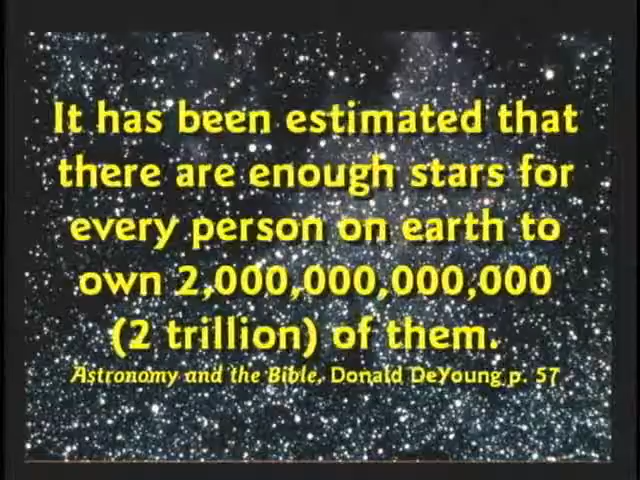 It has been estimated that
there are enough stars for
every person on earth to
own 2,000,000,000,000
(2 trillion) of them.
Astronomy and the Bible, Donald DeYoung p. 57